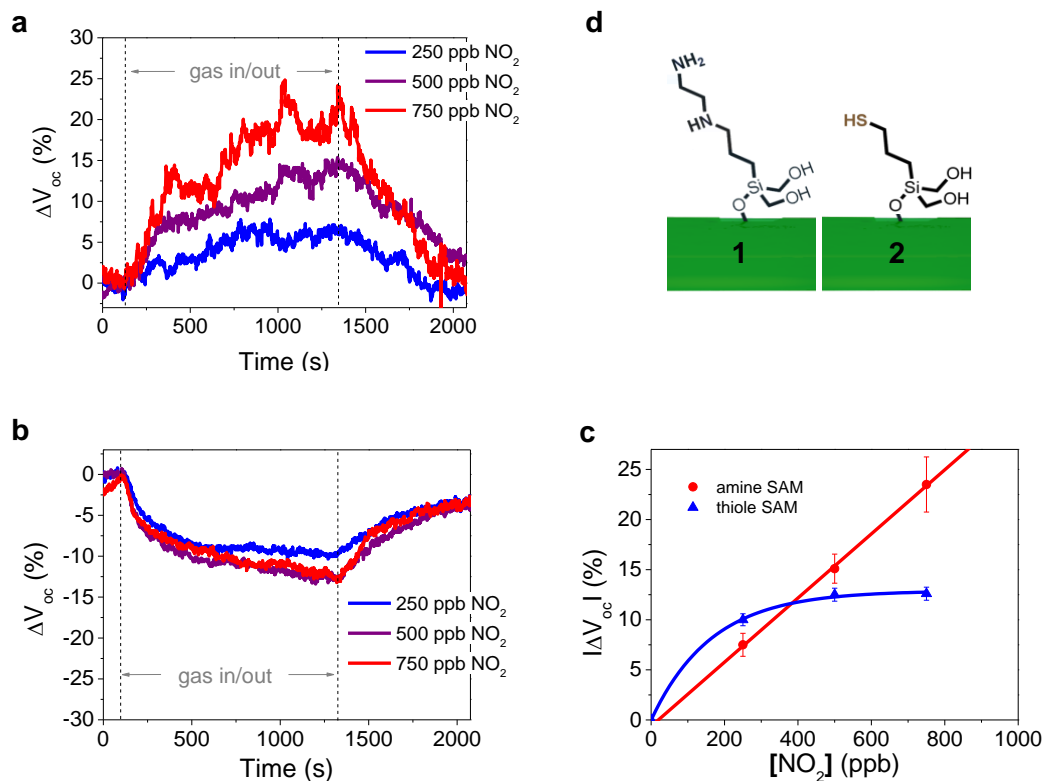 a
30
25
20
15
10
5
0
ΔV_oc (%)
0 500 1000 1500 2000
Time (s)
gas in/out
250 ppb NO₂
500 ppb NO₂
750 ppb NO₂
d
NH₂
HN
Si
OH
OH
O
1
HS
Si
OH
OH
O
2
b
0
-5
-10
-15
-20
-25
-30
ΔV_oc (%)
0 500 1000 1500 2000
Time (s)
250 ppb NO₂
500 ppb NO₂
750 ppb NO₂
gas in/out
c
25
20
15
10
5
0
IΔV_oc I (%)
amine SAM
thiole SAM
0 200 400 600 800 1000
[NO₂] (ppb)